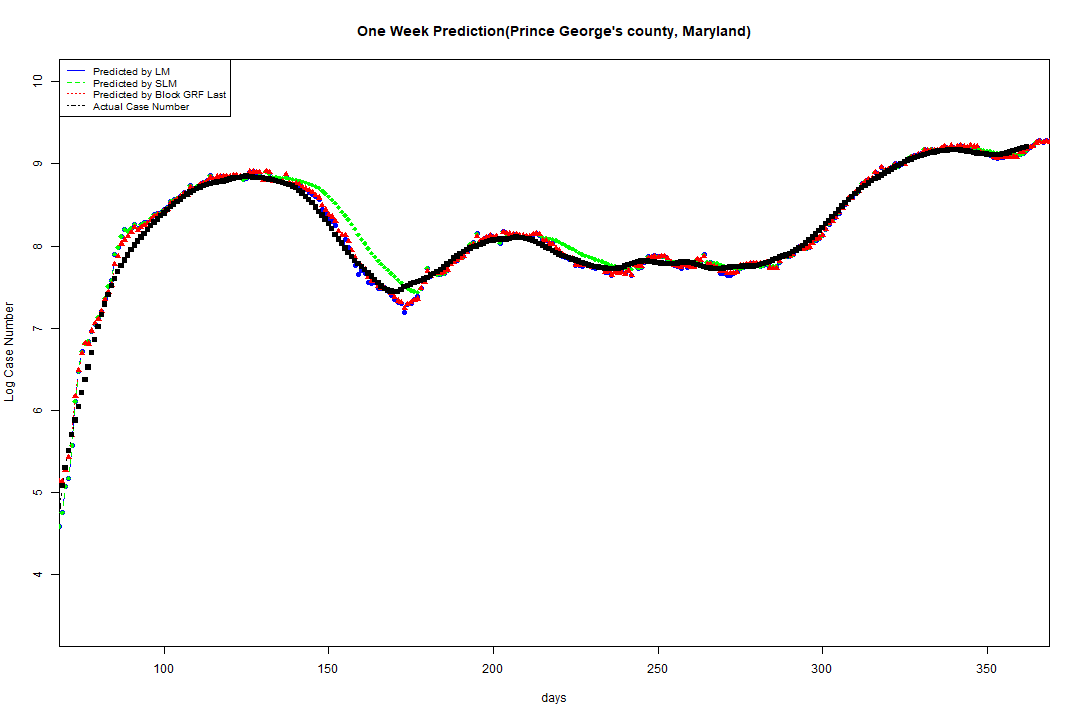 One Week Prediction(Prince George's county, Maryland)
Predicted by LM
Predicted by SLM
Predicted by Block GRF Last
Actual Case Number
10
9
8
7
6
5
4
Log Case Number
100 150 200 250 300 350
days